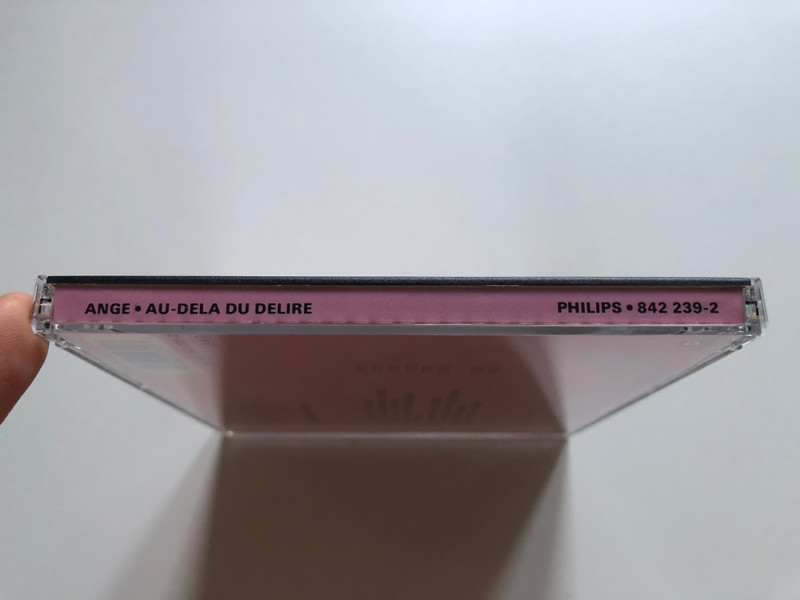 ANGE • AU-DELA DU DELIRE PHILIPS • 842 239-2